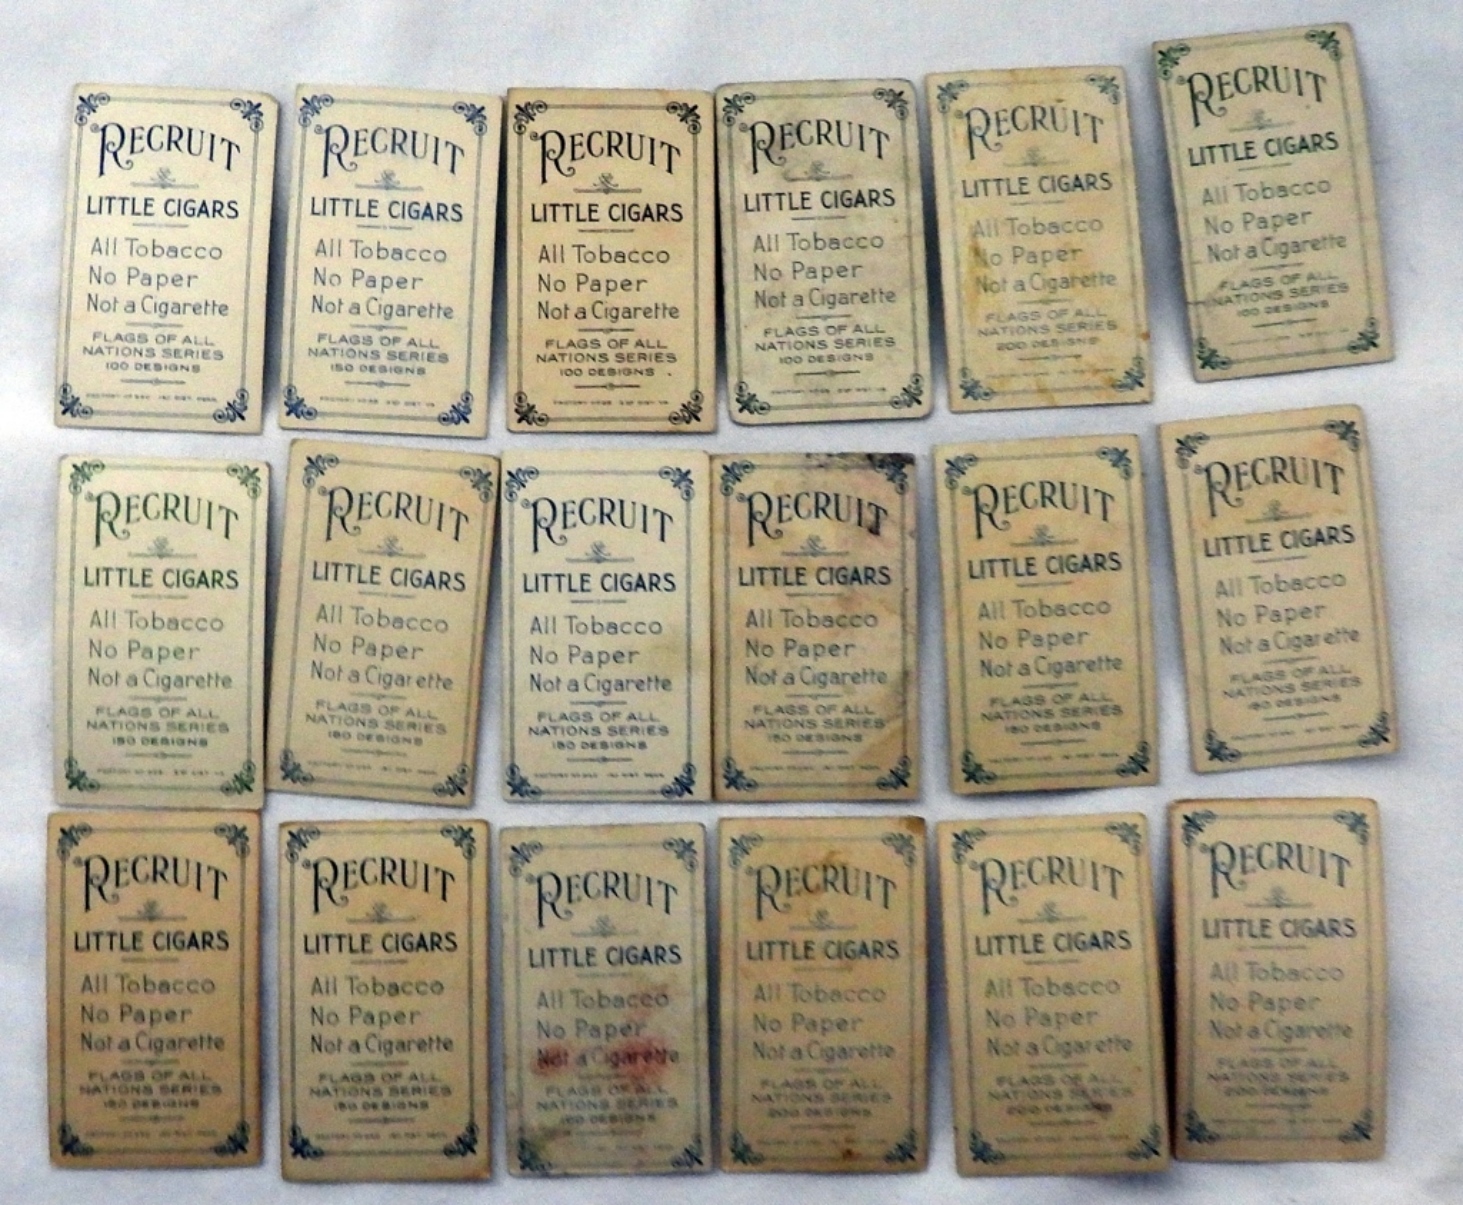 RECRUIT
LITTLE CIGARS
All Tobacco
No Paper
Not a Cigarette
FLAGS OF ALL
NATIONS SERIES
100 DESIGNS
RECRUIT
LITTLE CIGARS
All Tobacco
No Paper
Not a Cigarette
FLAGS OF ALL
NATIONS SERIES
150 DESIGNS
RECRUIT
LITTLE CIGARS
All Tobacco
No Paper
Not a Cigarette
FLAGS OF ALL
NATIONS SERIES
100 DESIGNS
RECRUIT
LITTLE CIGARS
All Tobacco
No Paper
Not a Cigarette
FLAGS OF ALL
NATIONS SERIES
100 DESIGNS
RECRUIT
LITTLE CIGARS
All Tobacco
No Paper
Not a Cigarette
FLAGS OF ALL
NATIONS SERIES
200 DESIGNS
RECRUIT
LITTLE CIGARS
All Tobacco
No Paper
Not a Cigarette
FLAGS OF ALL
NATIONS SERIES
100 DESIGNS
RECRUIT
LITTLE CIGARS
All Tobacco
No Paper
Not a Cigarette
FLAGS OF ALL
NATIONS SERIES
150 DESIGNS
RECRUIT
LITTLE CIGARS
All Tobacco
No Paper
Not a Cigarette
FLAGS OF ALL
NATIONS SERIES
150 DESIGNS
RECRUIT
LITTLE CIGARS
All Tobacco
No Paper
Not a Cigarette
FLAGS OF ALL
NATIONS SERIES
150 DESIGNS
RECRUIT
LITTLE CIGARS
All Tobacco
No Paper
Not a Cigarette
FLAGS OF ALL
NATIONS SERIES
150 DESIGNS
RECRUIT
LITTLE CIGARS
All Tobacco
No Paper
Not a Cigarette
FLAGS OF ALL
NATIONS SERIES
150 DESIGNS
RECRUIT
LITTLE CIGARS
All Tobacco
No Paper
Not a Cigarette
FLAGS OF ALL
NATIONS SERIES
150 DESIGNS
RECRUIT
LITTLE CIGARS
All Tobacco
No Paper
Not a Cigarette
FLAGS OF ALL
NATIONS SERIES
150 DESIGNS
RECRUIT
LITTLE CIGARS
All Tobacco
No Paper
Not a Cigarette
FLAGS OF ALL
NATIONS SERIES
150 DESIGNS
RECRUIT
LITTLE CIGARS
All Tobacco
No Paper
Not a Cigarette
FLAGS OF ALL
NATIONS SERIES
DESIGNS
RECRUIT
LITTLE CIGARS
All Tobacco
No Paper
Not a Cigarette
FLAGS OF ALL
NATIONS SERIES
200 DESIGNS
RECRUIT
LITTLE CIGARS
All Tobacco
No Paper
Not a Cigarette
FLAGS OF ALL
NATIONS SERIES
200 DESIGNS
RECRUIT
LITTLE CIGARS
All Tobacco
No Paper
Not a Cigarette
FLAGS OF ALL
NATIONS SERIES
200 DESIGNS